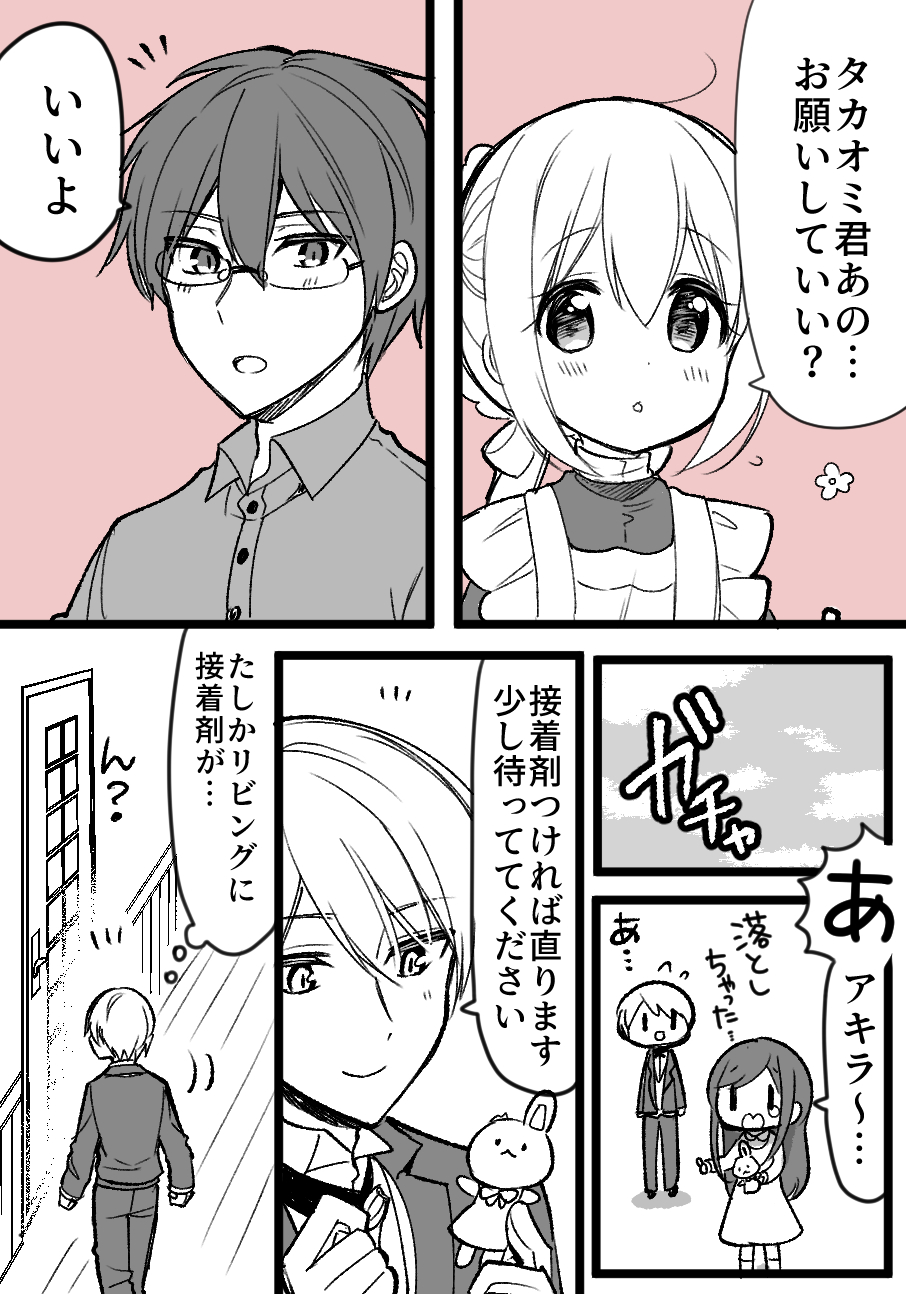 タカオミ君あの…
お願いしていい？
いいよ
ガチャ
あ
アキラ〜…
落とし
ちゃった…
あ…
接着剤つければ直ります
少し待っててください
たしかリビングに
接着剤が…
ん？